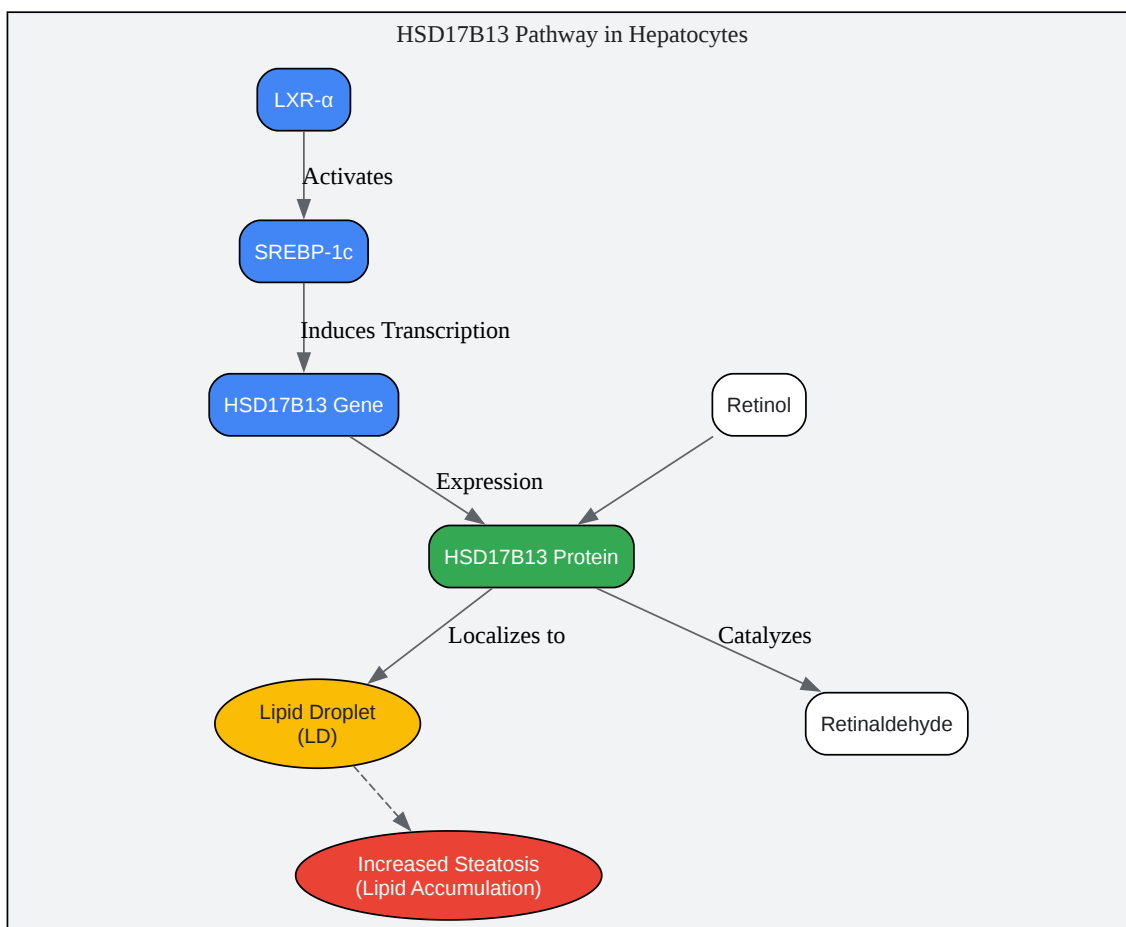 HSD17B13 Pathway in Hepatocytes
LXR-α
Activates
SREBP-1c
Induces Transcription
HSD17B13 Gene
Retinol
Expression
HSD17B13 Protein
Localizes to
Catalyzes
Lipid Droplet
(LD)
Retinaldehyde
Increased Steatosis
(Lipid Accumulation)